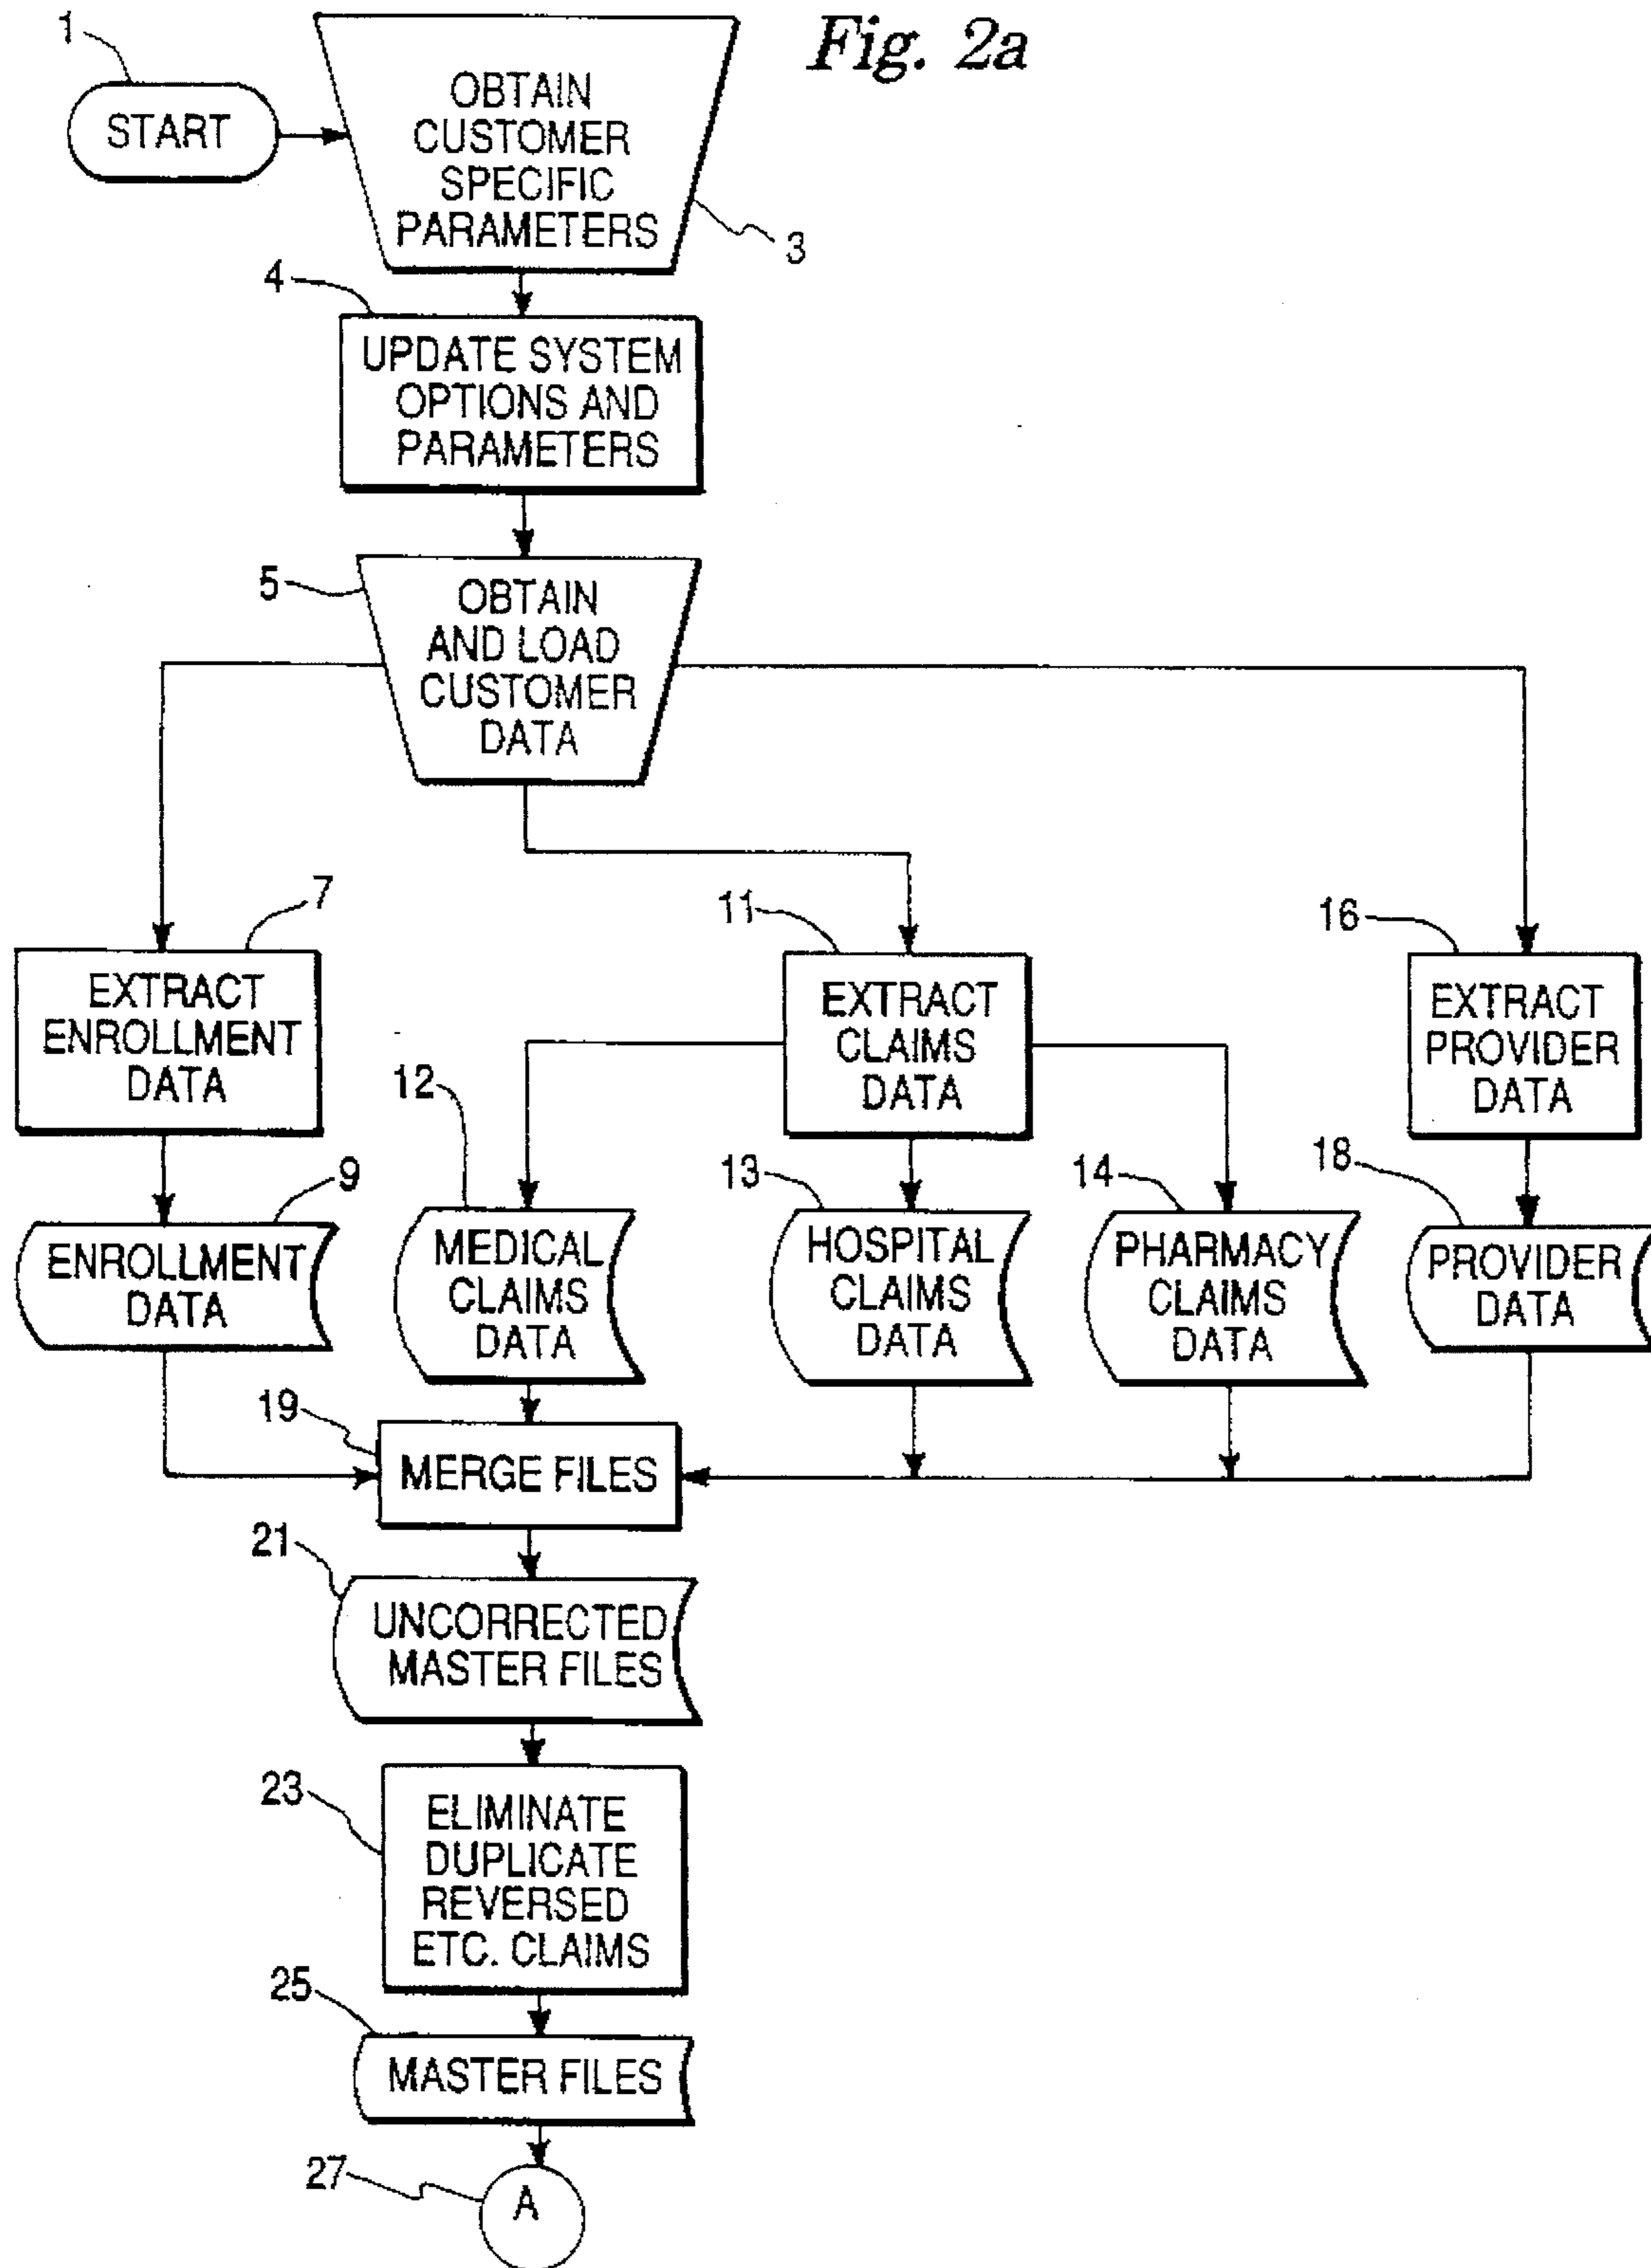 Fig. 2a
1
START
OBTAIN
CUSTOMER
SPECIFIC
PARAMETERS
3
4
UPDATE SYSTEM
OPTIONS AND
PARAMETERS
5
OBTAIN
AND LOAD
CUSTOMER
DATA
7
EXTRACT
ENROLLMENT
DATA
11
EXTRACT
CLAIMS
DATA
16
EXTRACT
PROVIDER
DATA
9
ENROLLMENT
DATA
12
MEDICAL
CLAIMS
DATA
13
HOSPITAL
CLAIMS
DATA
14
PHARMACY
CLAIMS
DATA
18
PROVIDER
DATA
19
MERGE FILES
21
UNCORRECTED
MASTER FILES
23
ELIMINATE
DUPLICATE
REVERSED
ETC. CLAIMS
25
MASTER FILES
27
A